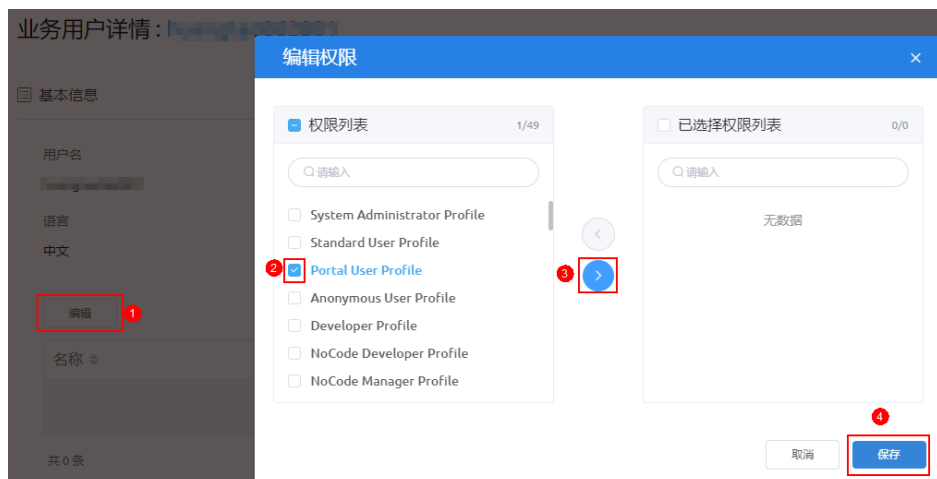 业务用户详情 :
编辑权限
基本信息
权限列表 1/49
已选择权限列表 0/0
用户名
请输入
请输入
System Administrator Profile
无数据
语言
Standard User Profile
中文
2 Portal User Profile
3
Anonymous User Profile
编辑 1
Developer Profile
名称
NoCode Developer Profile
NoCode Manager Profile
4
共 0 条
取消
保存